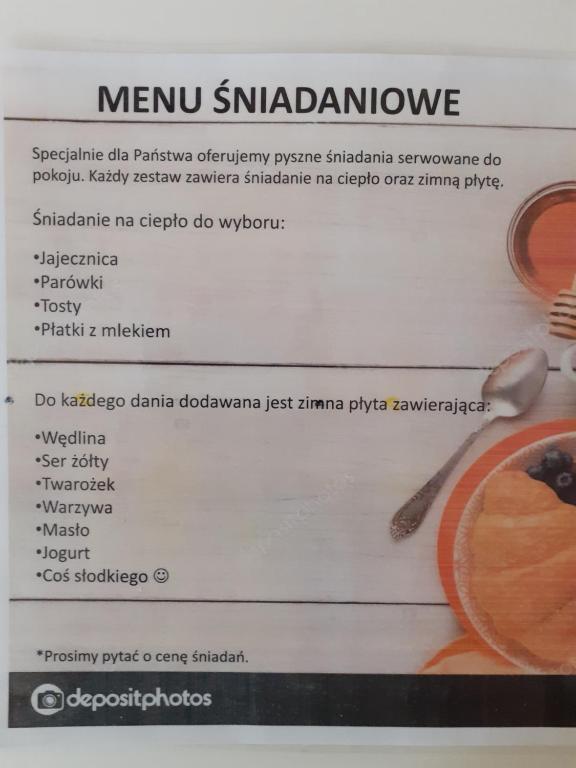 MENU ŚNIADANIOWE
Specjalnie dla Państwa oferujemy pyszne śniadania serwowane do
pokoju. Każdy zestaw zawiera śniadanie na ciepło oraz zimną płytę.
Śniadanie na ciepło do wyboru:
•Jajecznica
•Parówki
•Tosty
•Płatki z mlekiem
Do każdego dania dodawana jest zimna płyta zawierająca:
•Wędlina
•Ser żółty
•Twarożek
•Warzywa
•Masło
•Jogurt
•Coś słodkiego ☺
*Prosimy pytać o cenę śniadań.
depositphotos